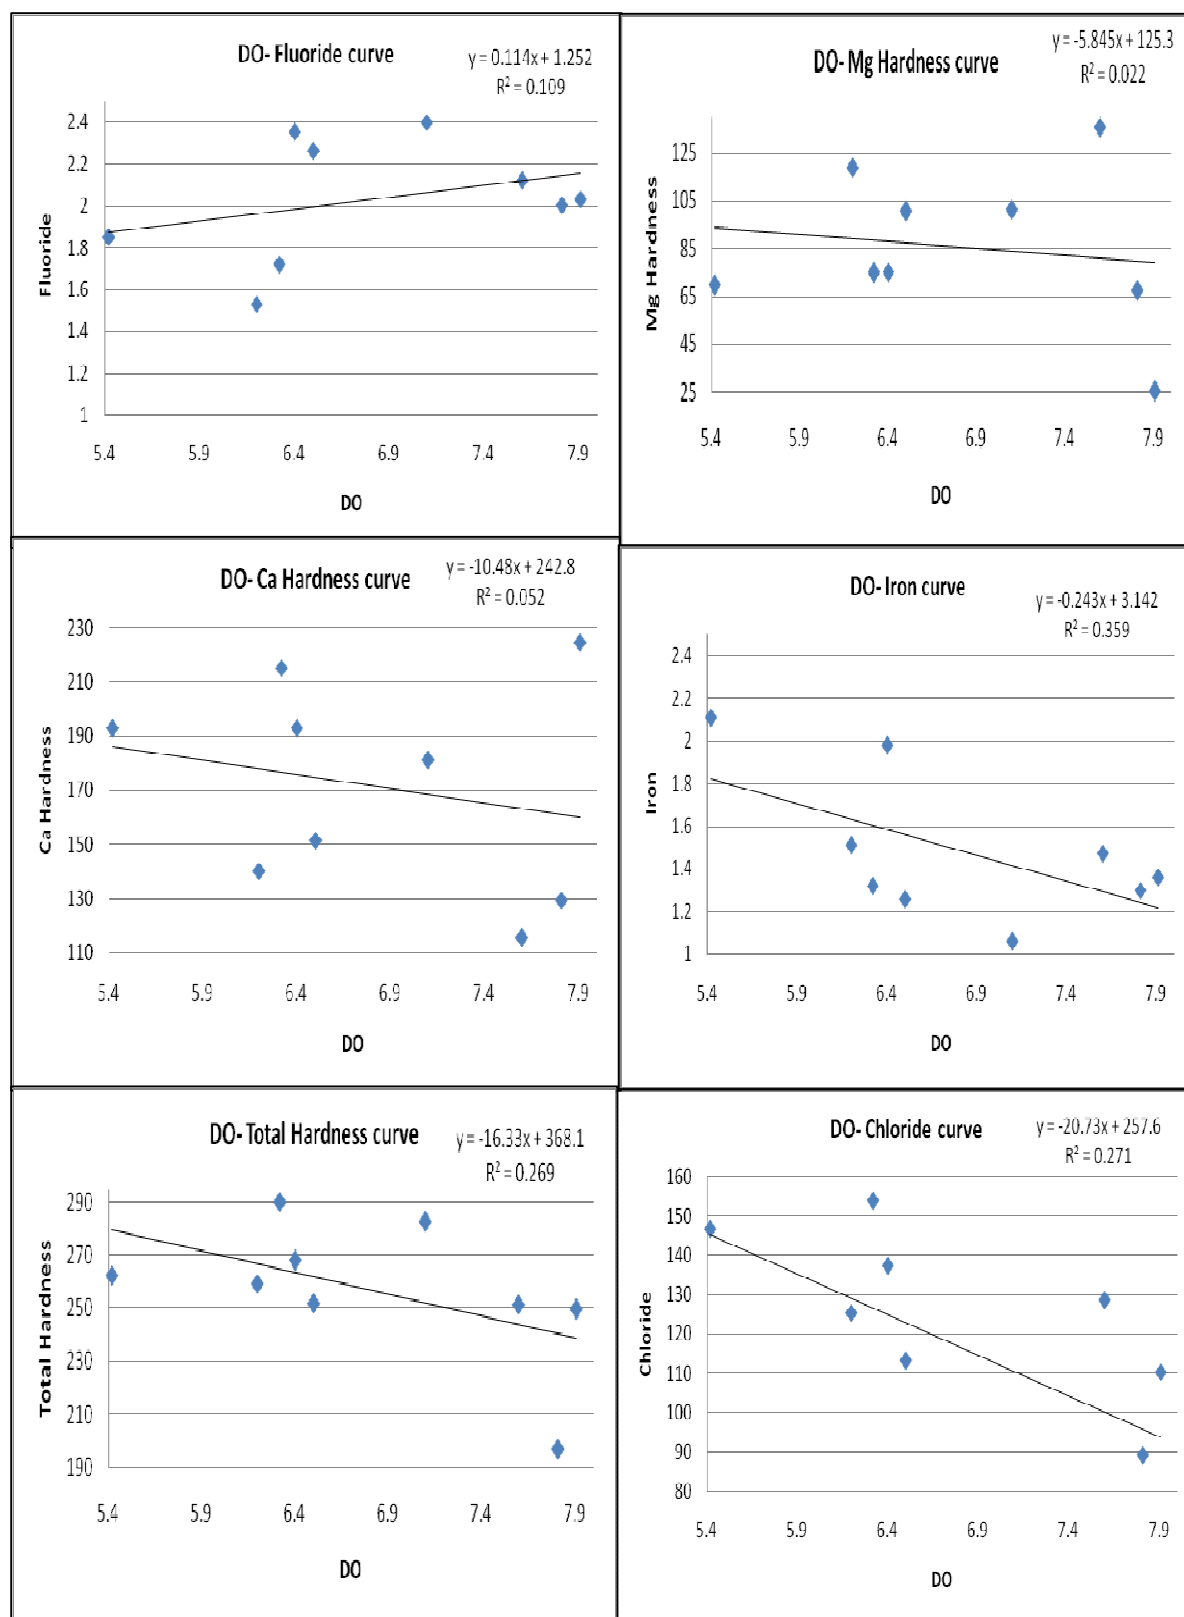 DO- Fluoride curve
y = 0.114x + 1.252
R² = 0.109
2.4
2.2
2
1.8
1.6
1.4
1.2
1
Fluoride
5.4 5.9 6.4 6.9 7.4 7.9
DO
DO- Mg Hardness curve
y = -5.845x + 125.3
R² = 0.022
125
105
85
65
45
25
Mg Hardness
5.4 5.9 6.4 6.9 7.4 7.9
DO
DO- Ca Hardness curve
y = -10.48x + 242.8
R² = 0.052
230
210
190
170
150
130
110
Ca Hardness
5.4 5.9 6.4 6.9 7.4 7.9
DO
DO- Iron curve
y = -0.243x + 3.142
R² = 0.359
2.4
2.2
2
1.8
1.6
1.4
1.2
1
Iron
5.4 5.9 6.4 6.9 7.4 7.9
DO
DO- Total Hardness curve
y = -16.33x + 368.1
R² = 0.269
290
270
250
230
210
190
Total Hardness
5.4 5.9 6.4 6.9 7.4 7.9
DO
DO- Chloride curve
y = -20.73x + 257.6
R² = 0.271
160
150
140
130
120
110
100
90
80
Chloride
5.4 5.9 6.4 6.9 7.4 7.9
DO